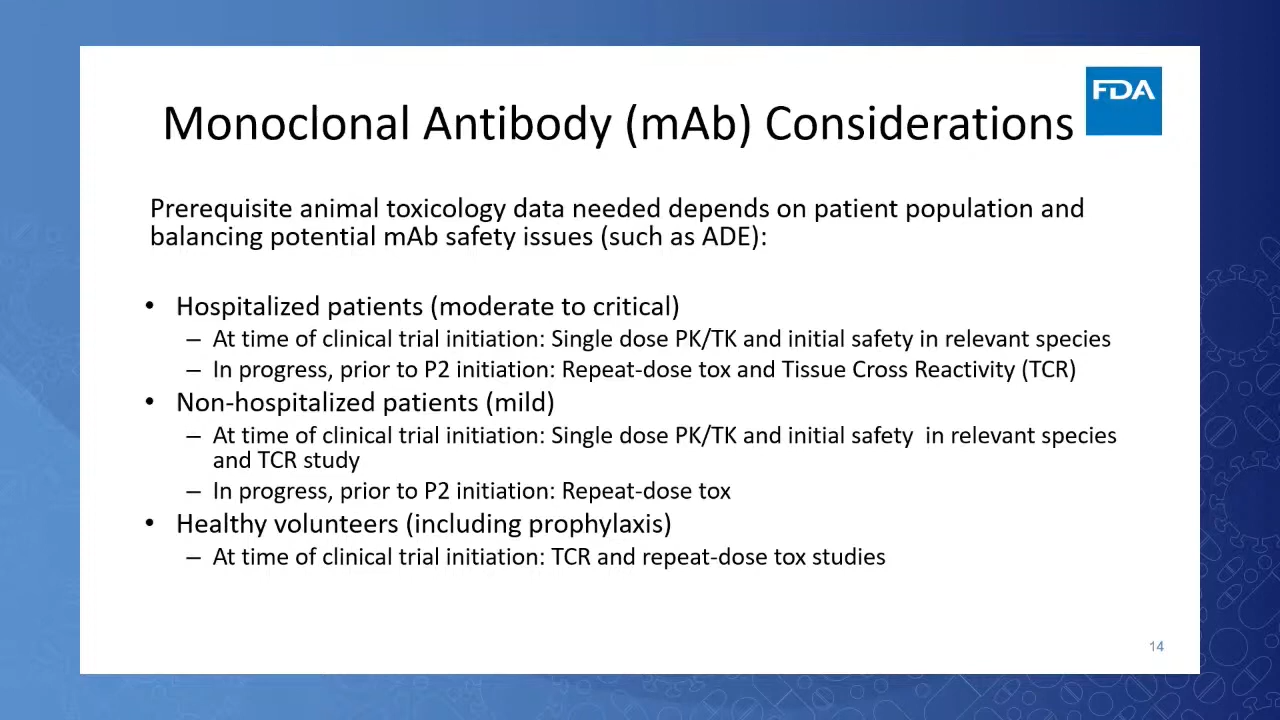 FDA
Monoclonal Antibody (mAb) Considerations
Prerequisite animal toxicology data needed depends on patient population and
balancing potential mAb safety issues (such as ADE):
• Hospitalized patients (moderate to critical)
– At time of clinical trial initiation: Single dose PK/TK and initial safety in relevant species
– In progress, prior to P2 initiation: Repeat-dose tox and Tissue Cross Reactivity (TCR)
• Non-hospitalized patients (mild)
– At time of clinical trial initiation: Single dose PK/TK and initial safety  in relevant species
and TCR study
– In progress, prior to P2 initiation: Repeat-dose tox
• Healthy volunteers (including prophylaxis)
– At time of clinical trial initiation: TCR and repeat-dose tox studies
14